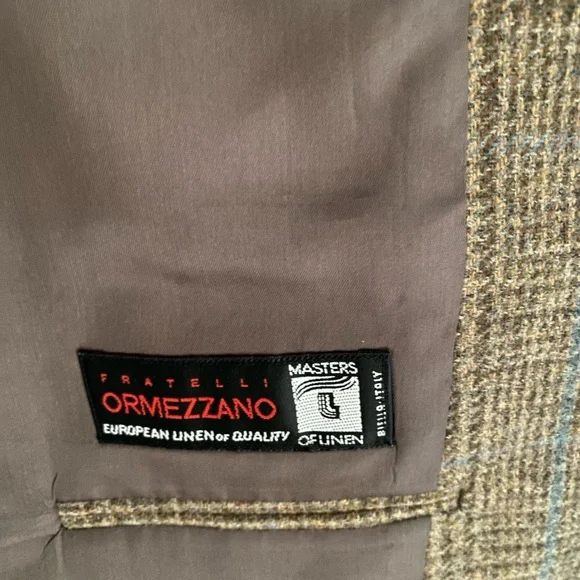 FRATELLI
ORMEZZANO
EUROPEAN LINEN OF QUALITY
MASTERS
L
OF LINEN
BIELLA-ITALY